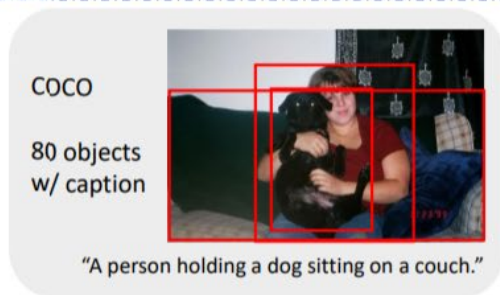 COCO
80 objects
w/ caption
“A person holding a dog sitting on a couch.”